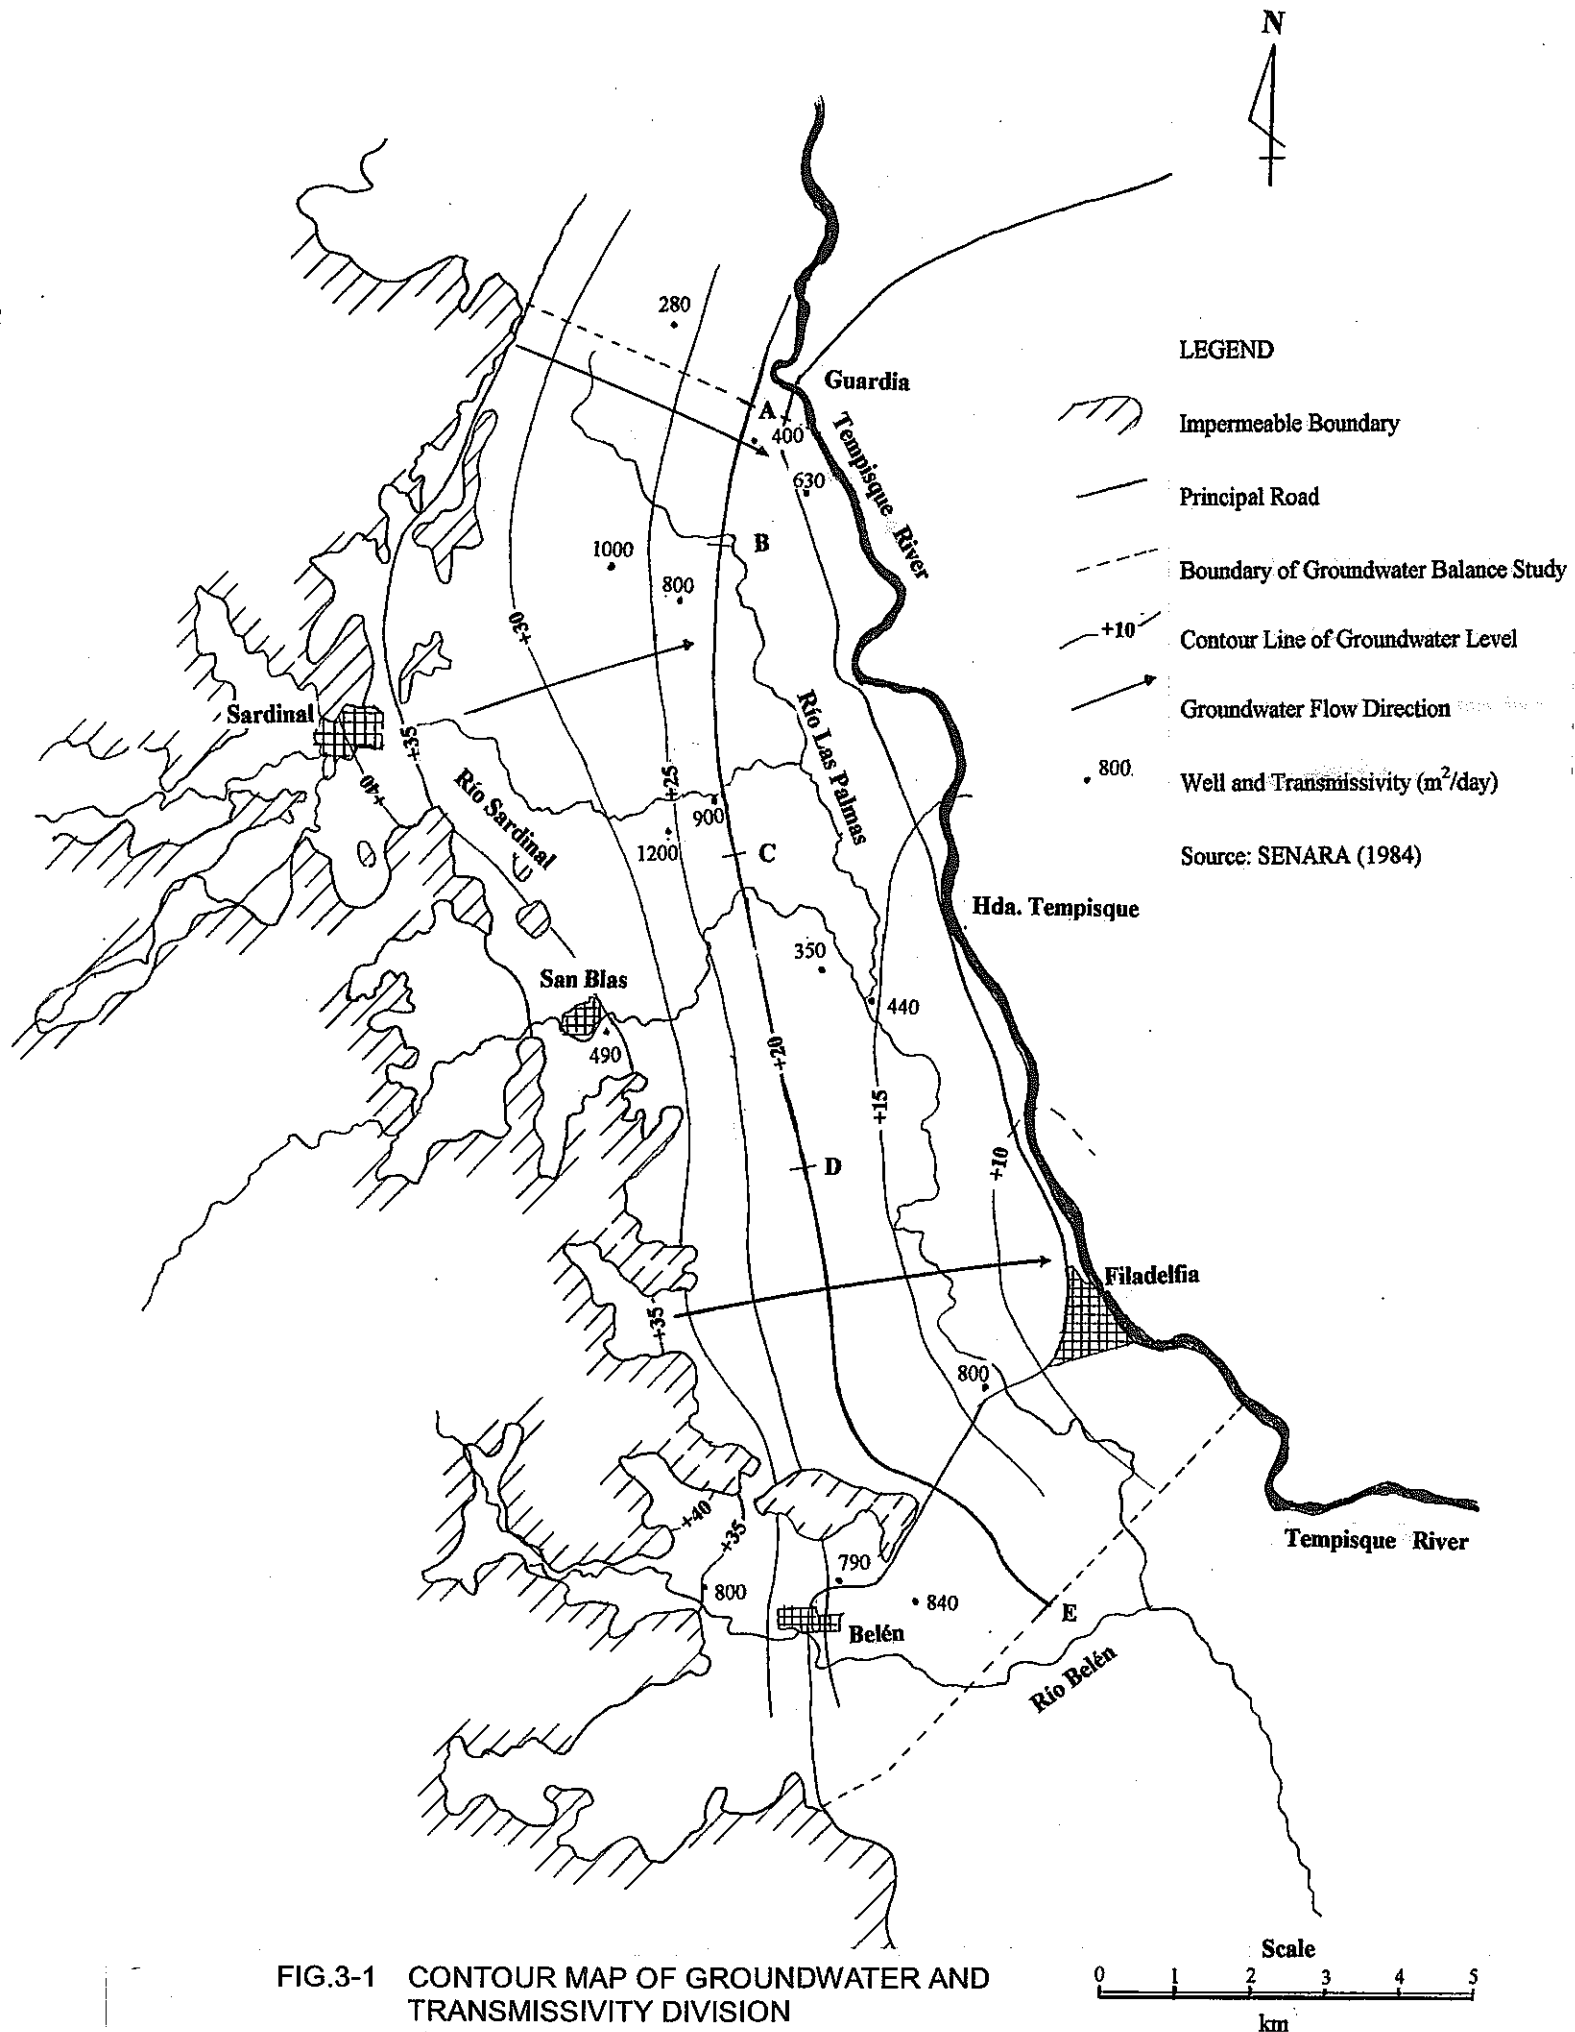 N
280
Guardia
A
400
630
Tempisque River
B
1000
800
+30
Sardinal
+35
+40
Río Sardinal
+25
Río Las Palmas
900
1200
C
Hda. Tempisque
350
San Blas
440
490
+20
+15
D
+10
Filadelfia
+35
800
+40
+35
790
800
840
E
Belén
Río Belén
Tempisque River
LEGEND
Impermeable Boundary
Principal Road
Boundary of Groundwater Balance Study
+10
Contour Line of Groundwater Level
Groundwater Flow Direction
800
Well and Transmissivity (m²/day)
Source: SENARA (1984)
Scale
0 1 2 3 4 5
km
FIG.3-1 CONTOUR MAP OF GROUNDWATER AND
TRANSMISSIVITY DIVISION